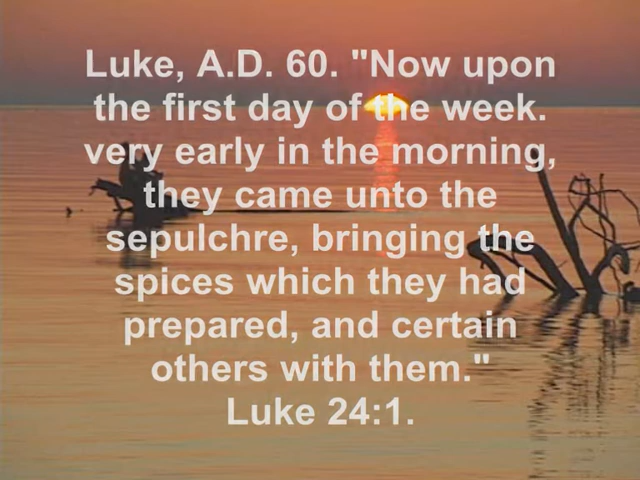 Luke, A.D. 60. "Now upon
the first day of the week.
very early in the morning,
they came unto the
sepulchre, bringing the
spices which they had
prepared, and certain
others with them."
Luke 24:1.